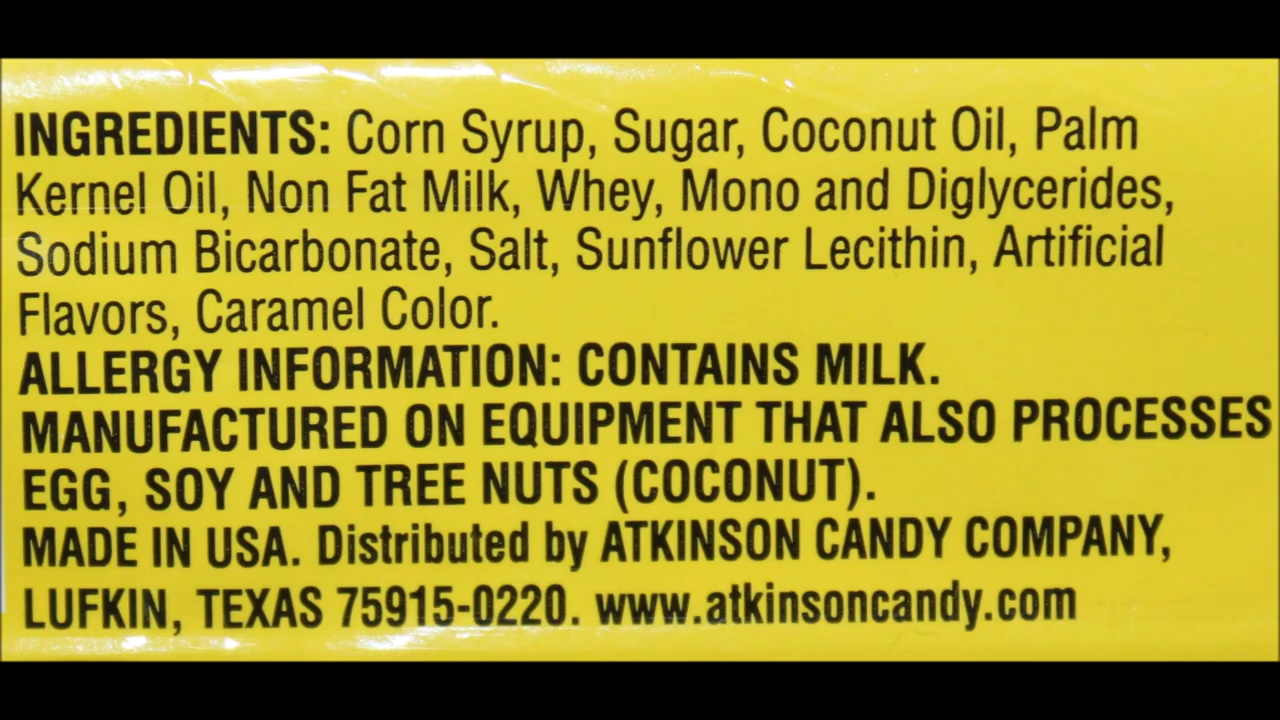 INGREDIENTS: Corn Syrup, Sugar, Coconut Oil, Palm
Kernel Oil, Non Fat Milk, Whey, Mono and Diglycerides,
Sodium Bicarbonate, Salt, Sunflower Lecithin, Artificial
Flavors, Caramel Color.
ALLERGY INFORMATION: CONTAINS MILK.
MANUFACTURED ON EQUIPMENT THAT ALSO PROCESSES
EGG, SOY AND TREE NUTS (COCONUT).
MADE IN USA. Distributed by ATKINSON CANDY COMPANY,
LUFKIN, TEXAS 75915-0220. www.atkinsoncandy.com